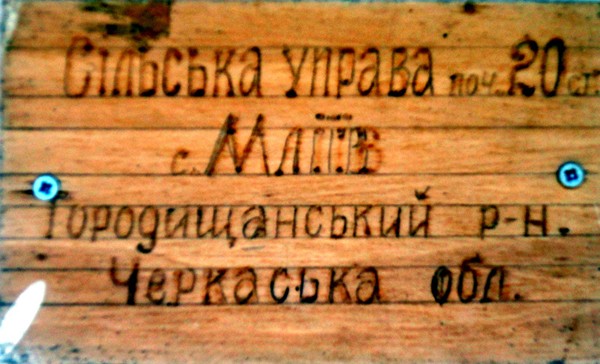 Сільська управа поч. 20 ст.
с. Мліїв
Городищанський р-н.
Черкаська обл.